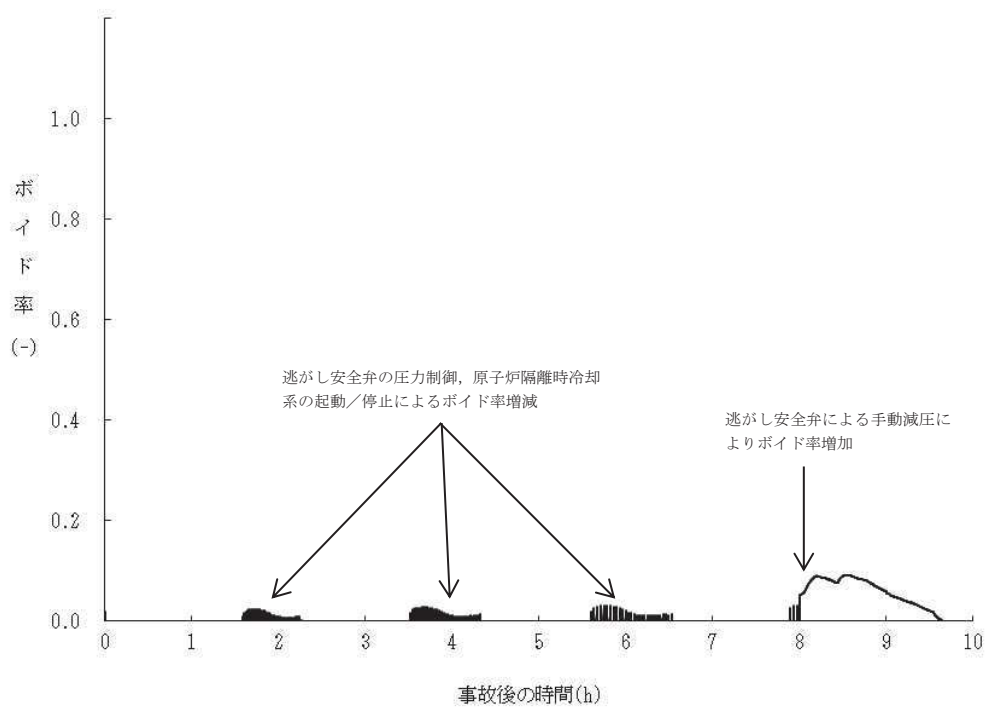 1.0
0.8
0.6
0.4
0.2
0.0
ボイド率(-)
逃がし安全弁の圧力制御，原子炉隔離時冷却
系の起動／停止によるボイド率増減
逃がし安全弁による手動減圧に
よりボイド率増加
0 1 2 3 4 5 6 7 8 9 10
事故後の時間(h)